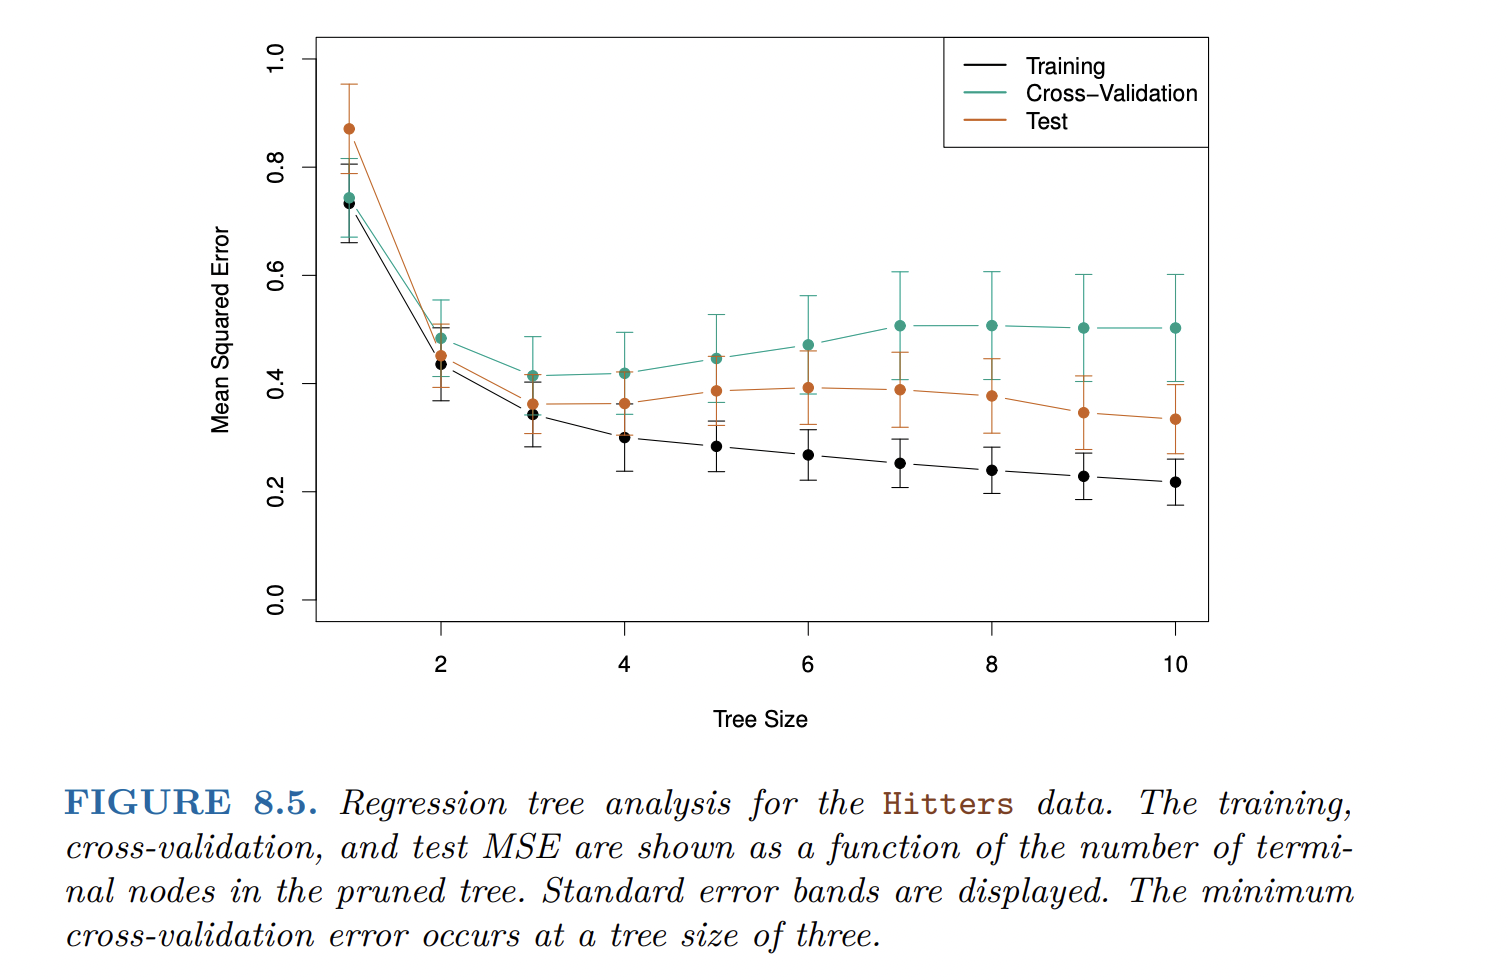 1.0
0.8
0.6
0.4
0.2
0.0
Mean Squared Error
Training
Cross–Validation
Test
2 4 6 8 10
Tree Size
FIGURE 8.5. Regression tree analysis for the Hitters data. The training,
cross-validation, and test MSE are shown as a function of the number of termi-
nal nodes in the pruned tree. Standard error bands are displayed. The minimum
cross-validation error occurs at a tree size of three.